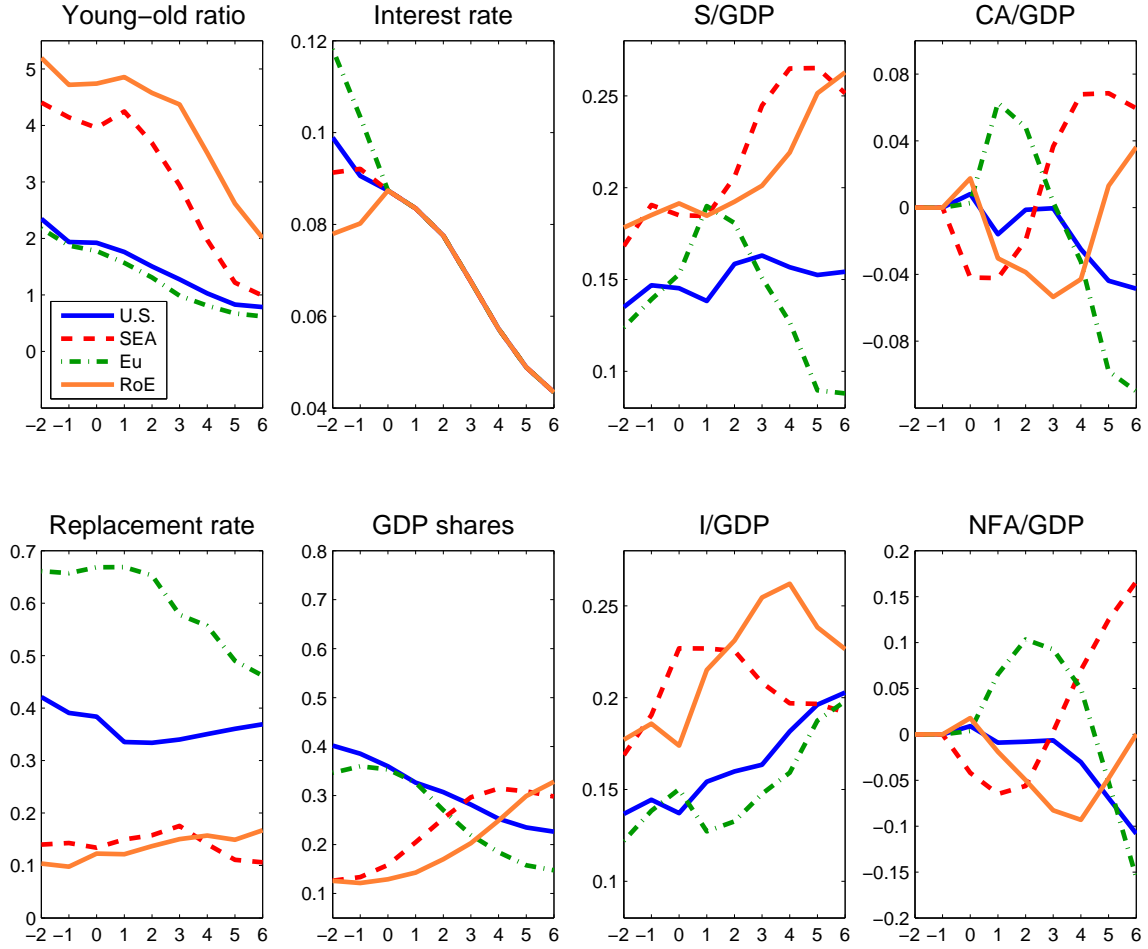 Young−old ratio
5
4
3
2
1
0
−2 −1 0 1 2 3 4 5 6
U.S.
SEA
Eu
RoE
Interest rate
0.12
0.1
0.08
0.06
0.04
−2 −1 0 1 2 3 4 5 6
S/GDP
0.25
0.2
0.15
0.1
−2 −1 0 1 2 3 4 5 6
CA/GDP
0.08
0.04
0
−0.04
−0.08
−2 −1 0 1 2 3 4 5 6
Replacement rate
0.7
0.6
0.5
0.4
0.3
0.2
0.1
0
−2 −1 0 1 2 3 4 5 6
GDP shares
0.8
0.7
0.6
0.5
0.4
0.3
0.2
0.1
−2 −1 0 1 2 3 4 5 6
I/GDP
0.25
0.2
0.15
0.1
−2 −1 0 1 2 3 4 5 6
NFA/GDP
0.2
0.15
0.1
0.05
0
−0.05
−0.1
−0.15
−0.2
−2 −1 0 1 2 3 4 5 6